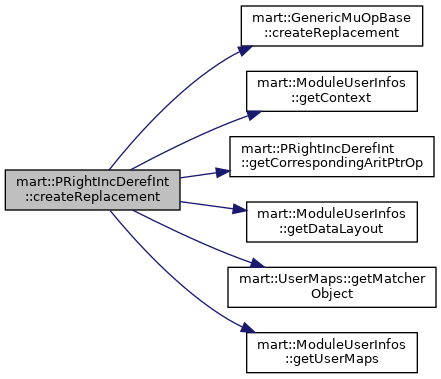 mart::PRightIncDerefInt
::createReplacement
mart::GenericMuOpBase
::createReplacement
mart::ModuleUserInfos
::getContext
mart::PRightIncDerefInt
::getCorrespondingAritPtrOp
mart::ModuleUserInfos
::getDataLayout
mart::UserMaps::getMatcher
Object
mart::ModuleUserInfos
::getUserMaps